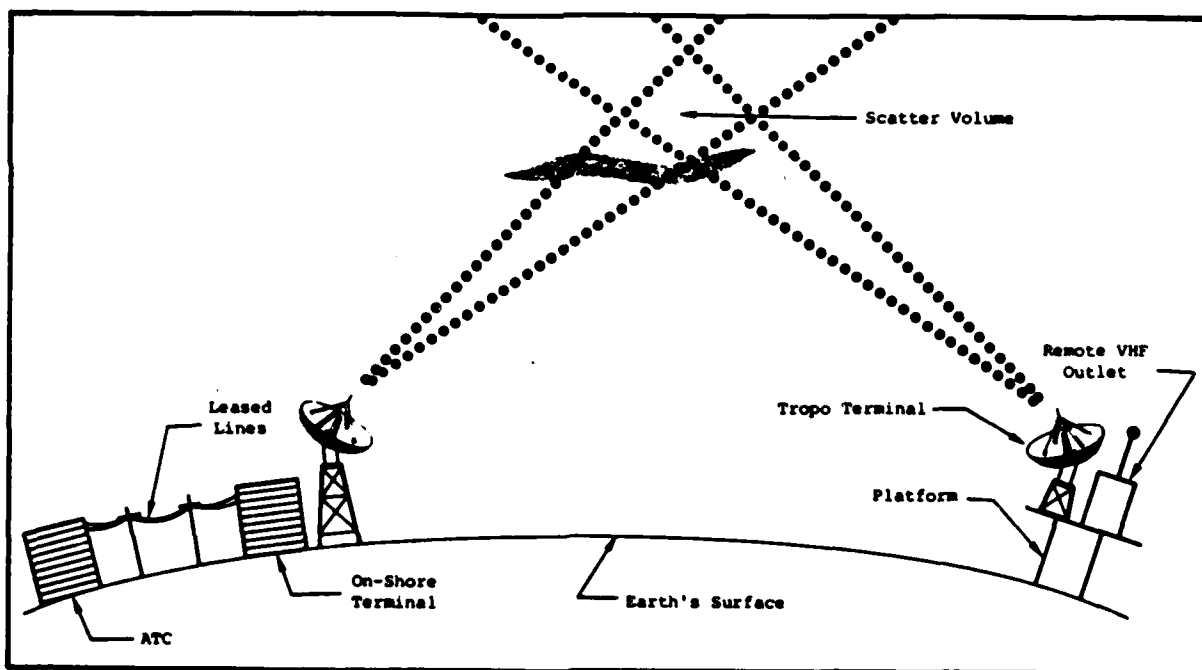 Scatter Volume
Remote VHF
Outlet
Leased
Lines
Tropo Terminal
Platform
On-Shore
Terminal
Earth's Surface
ATC